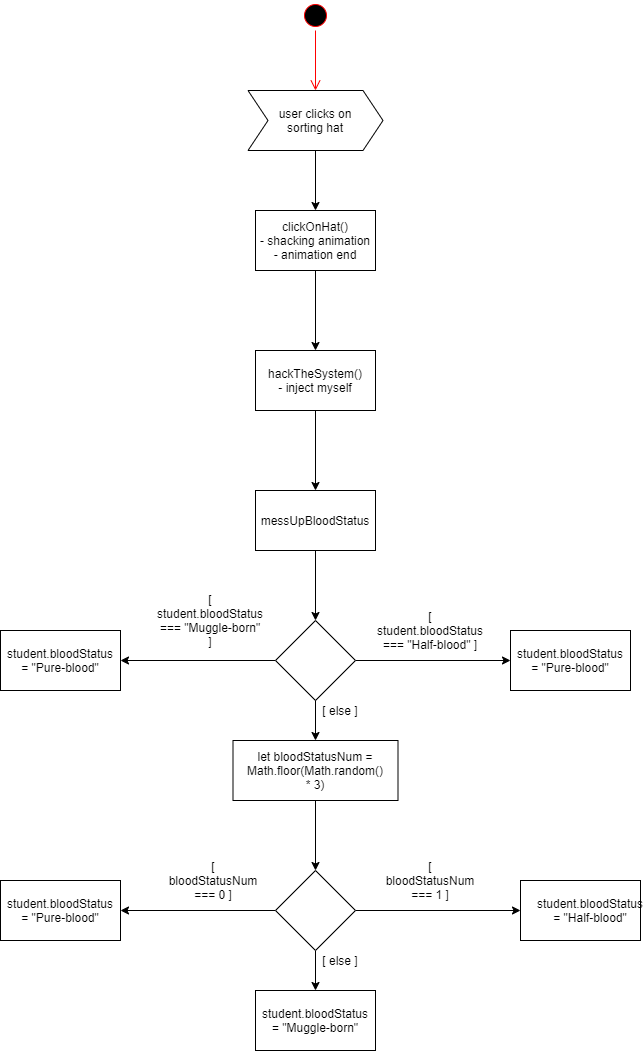 user clicks on
sorting hat
clickOnHat()
- shacking animation
- animation end
hackTheSystem()
- inject myself
messUpBloodStatus
[
student.bloodStatus
=== "Muggle-born"
]
[
student.bloodStatus
=== "Half-blood" ]
student.bloodStatus
= "Pure-blood"
student.bloodStatus
= "Pure-blood"
[ else ]
let bloodStatusNum =
Math.floor(Math.random()
* 3)
[
bloodStatusNum
=== 0 ]
[
bloodStatusNum
=== 1 ]
student.bloodStatus
= "Pure-blood"
student.bloodStatus
= "Half-blood"
[ else ]
student.bloodStatus
= "Muggle-born"